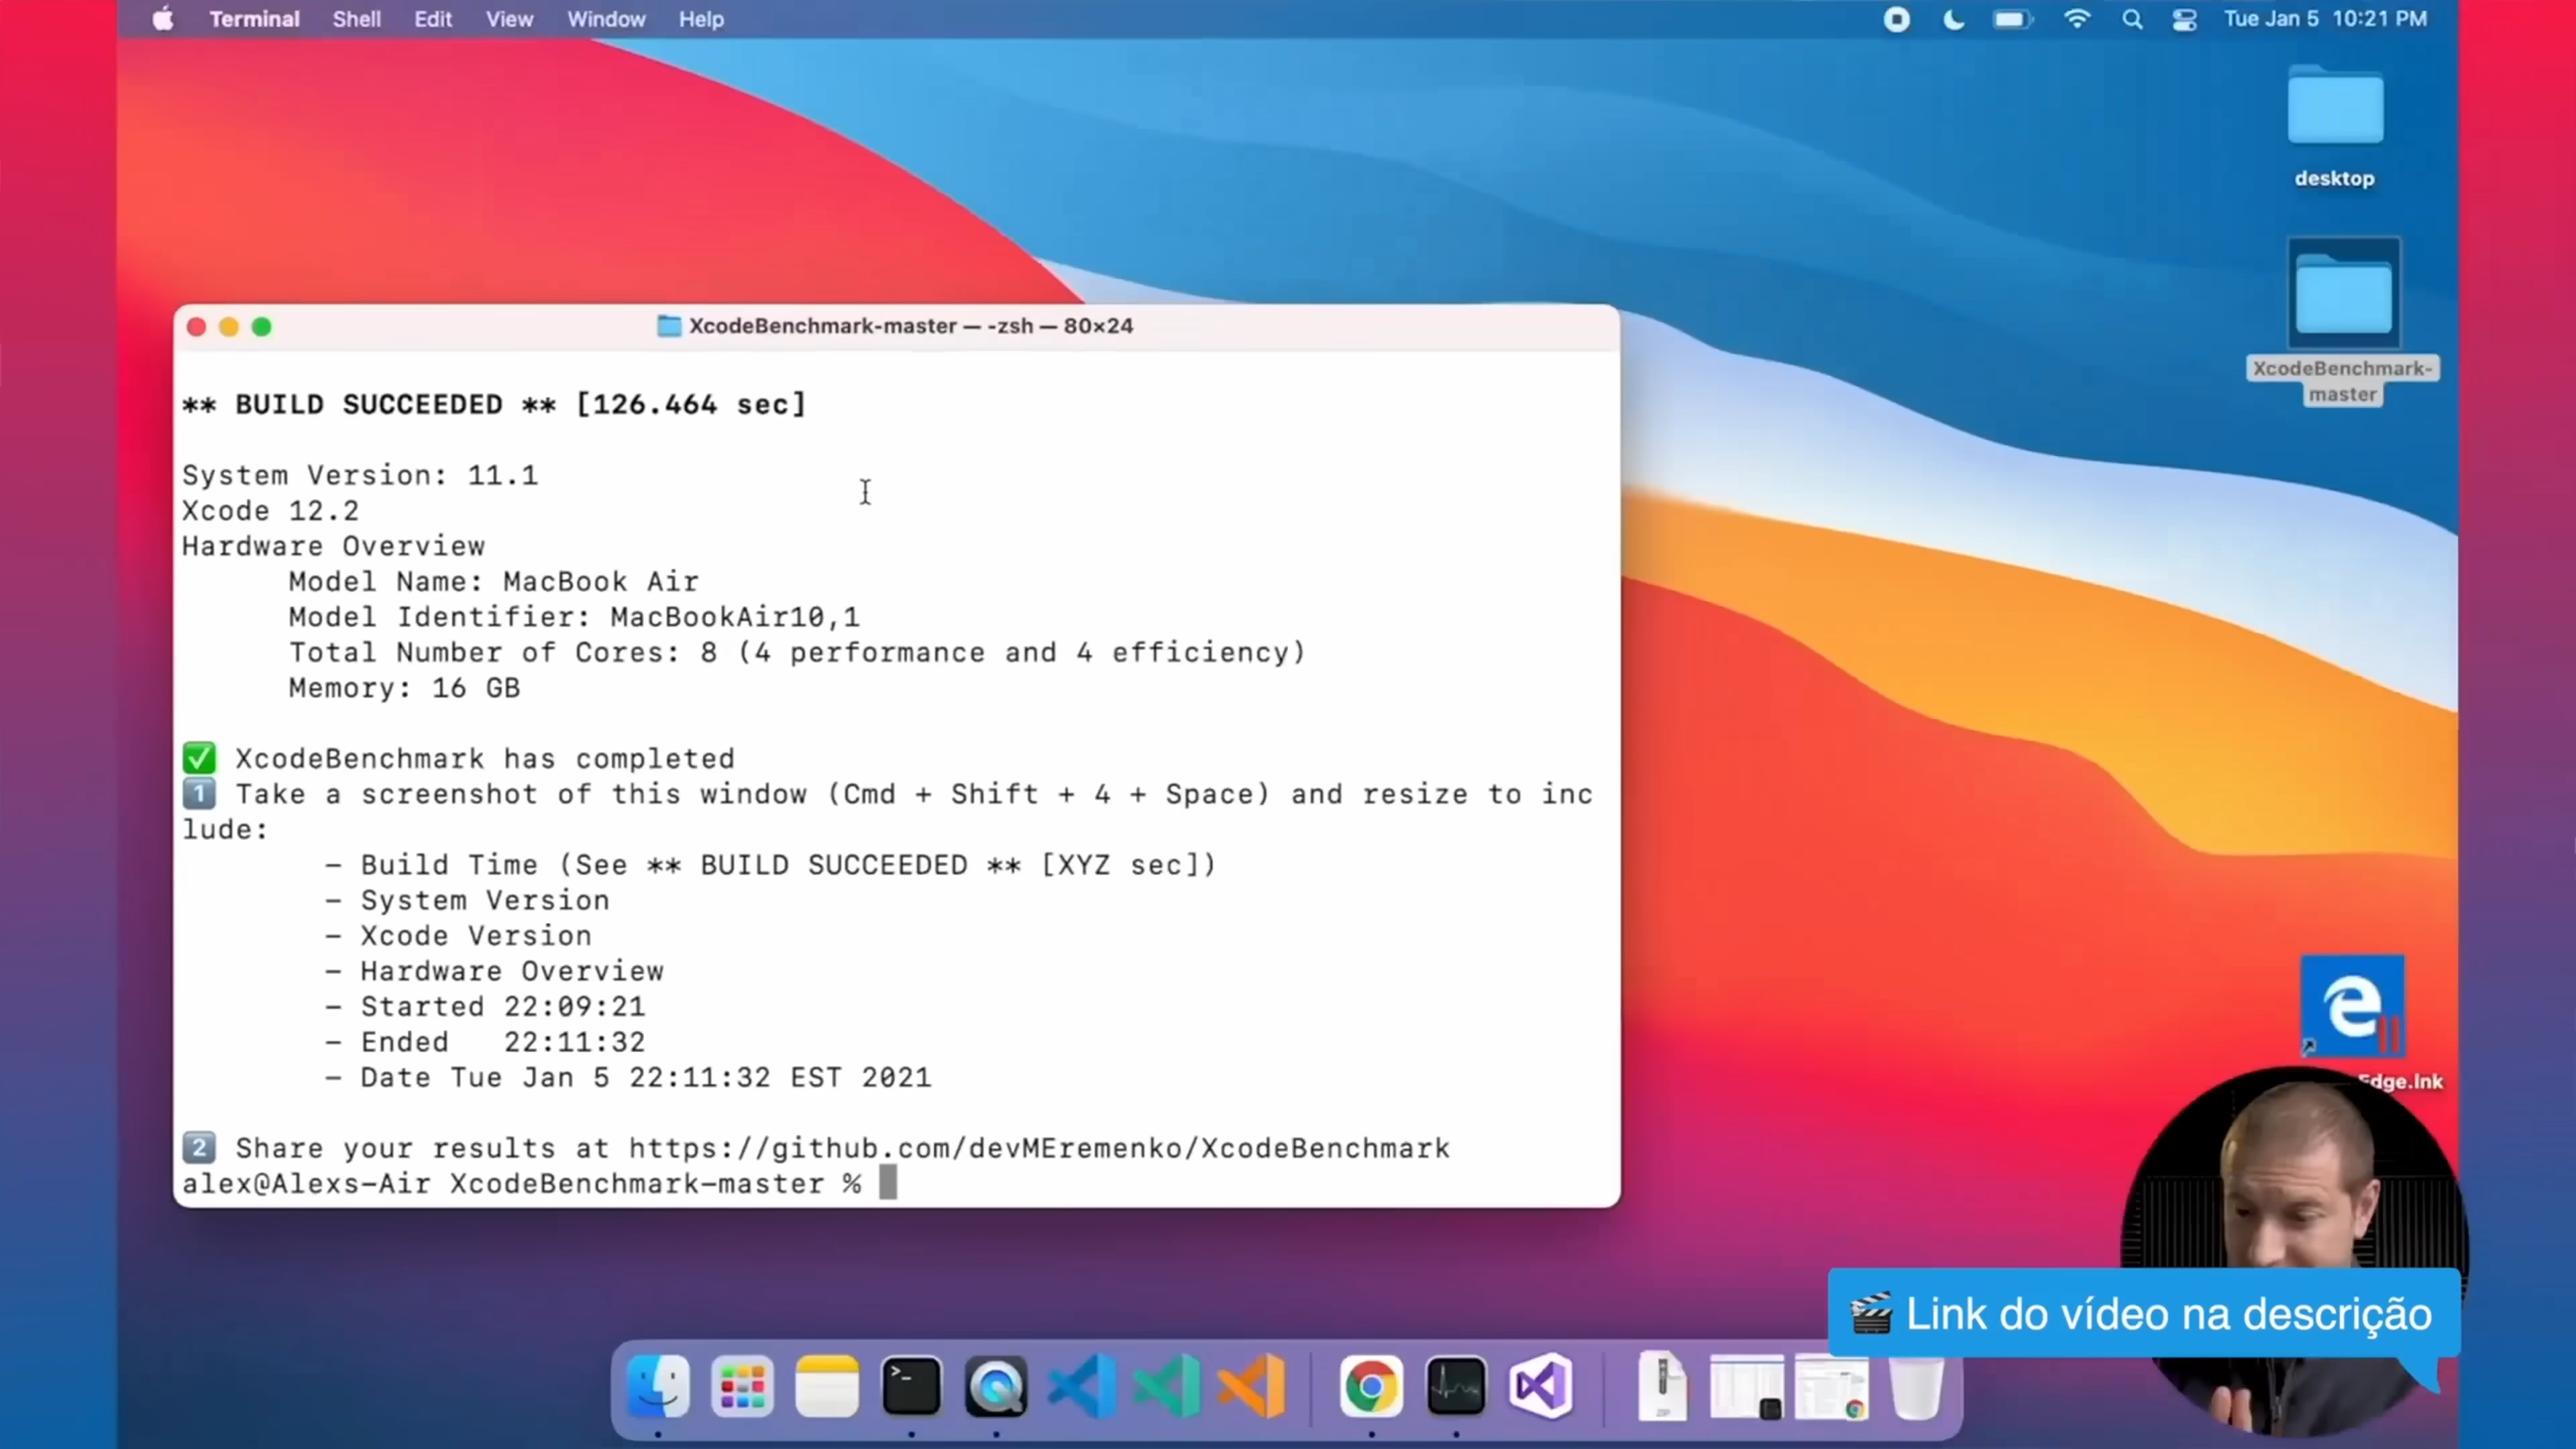 Terminal Shell Edit View Window Help Tue Jan 5 10:21 PM
desktop
XcodeBenchmark-
master
XcodeBenchmark-master — -zsh — 80×24
** BUILD SUCCEEDED ** [126.464 sec]
System Version: 11.1
Xcode 12.2
Hardware Overview
Model Name: MacBook Air
Model Identifier: MacBookAir10,1
Total Number of Cores: 8 (4 performance and 4 efficiency)
Memory: 16 GB
✅ XcodeBenchmark has completed
1️⃣ Take a screenshot of this window (Cmd + Shift + 4 + Space) and resize to inc
lude:
– Build Time (See ** BUILD SUCCEEDED ** [XYZ sec])
– System Version
– Xcode Version
– Hardware Overview
– Started 22:09:21
– Ended 22:11:32
– Date Tue Jan 5 22:11:32 EST 2021
2️⃣ Share your results at https://github.com/devMEremenko/XcodeBenchmark
alex@Alexs-Air XcodeBenchmark-master %
Edge.lnk
🎬 Link do vídeo na descrição
ZIP